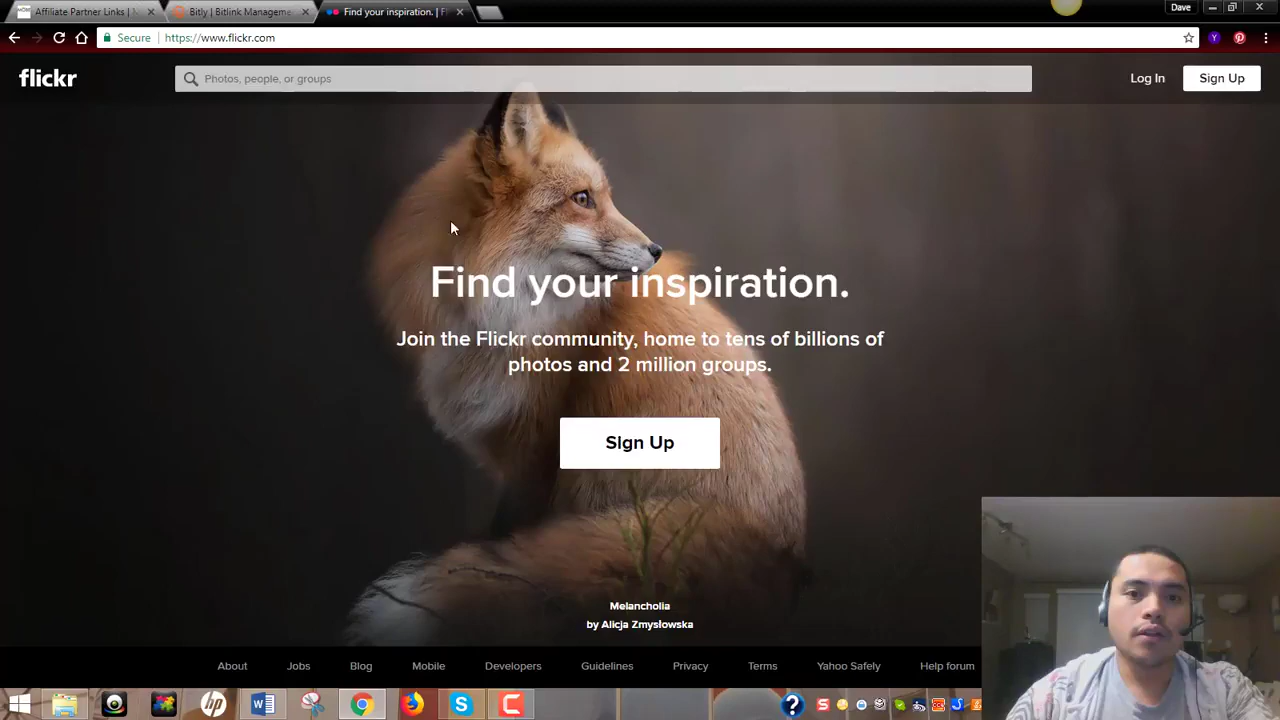 Affiliate Partner Links |
Bitly | Bitlink Manageme
Find your inspiration. | F
Dave
Secure
https://www.flickr.com
flickr
Photos, people, or groups
Log In
Sign Up
Find your inspiration.
Join the Flickr community, home to tens of billions of
photos and 2 million groups.
Sign Up
Melancholia
by Alicja Zmysłowska
About
Jobs
Blog
Mobile
Developers
Guidelines
Privacy
Terms
Yahoo Safely
Help forum